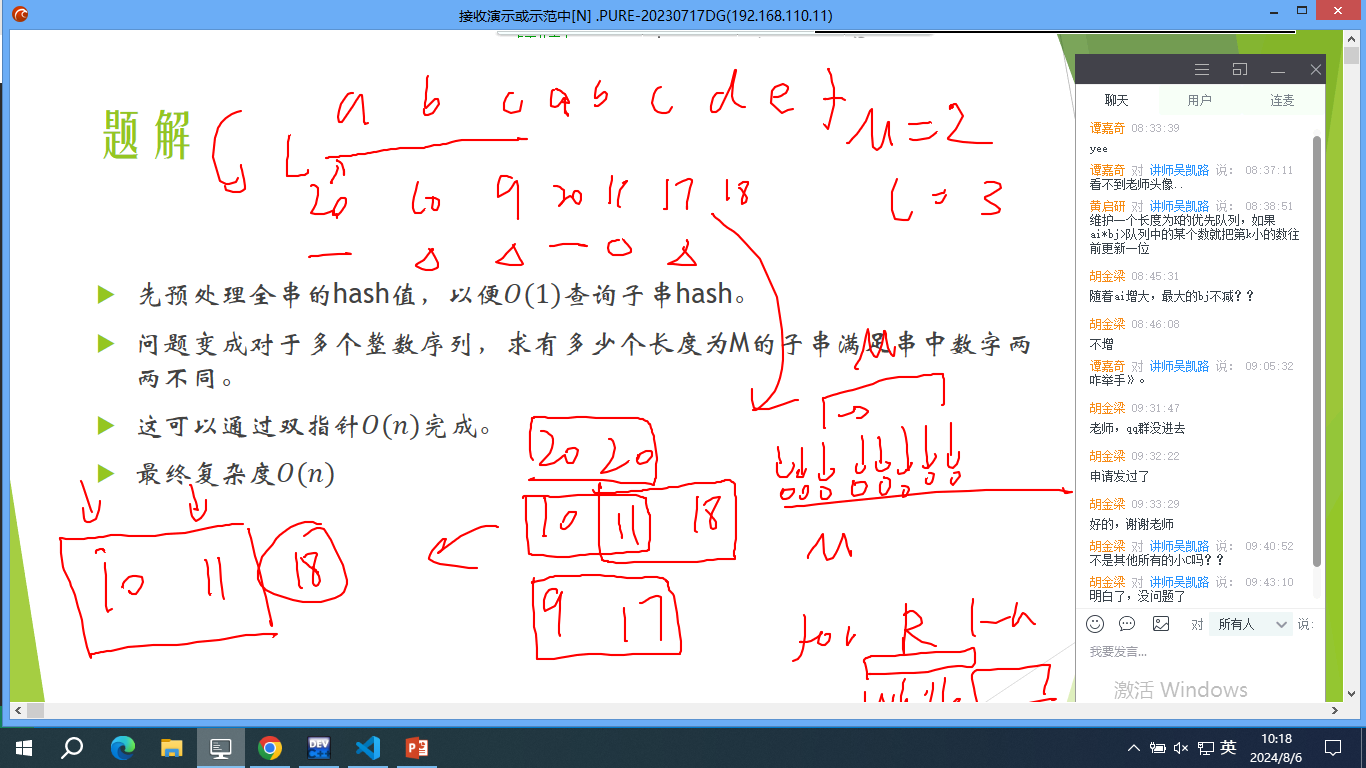 接收演示或示范中[N] .PURE-20230717DG(192.168.110.11)
题 解
a b c a b c d e f
M=2
L
20 10 9 20 11 17 18
L = 3
先预处理全串的hash值，以便O(1)查询子串hash。
问题变成对于多个整数序列，求有多少个长度为M的子串满足串中数字两
两不同。
这可以通过双指针O(n)完成。
最终复杂度O(n)
M
20 20
10 11 18
9 17
10 11 18
M
for R 1-n
while
聊天 用户 连麦
谭嘉奇 08:33:39
yee
谭嘉奇 对 讲师吴凯路 说： 08:37:11
看不到老师头像..
黄启研 对 讲师吴凯路 说： 08:38:51
维护一个长度为k的优先队列，如果
ai*bj>队列中的某个数就把第k小的数往
前更新一位
胡金梁 08:45:31
随着ai增大，最大的bj不减？？
胡金梁 08:46:08
不增
谭嘉奇 对 讲师吴凯路 说： 09:05:32
咋举手》。
胡金梁 09:31:47
老师，qq群没进去
胡金梁 09:32:22
申请发过了
胡金梁 09:33:29
好的，谢谢老师
胡金梁 对 讲师吴凯路 说： 09:40:52
不是其他所有的小C吗？？
胡金梁 对 讲师吴凯路 说： 09:43:10
明白了，没问题了
对 所有人 说：
我要发言...
激活 Windows
DEV
英
10:18
2024/8/6